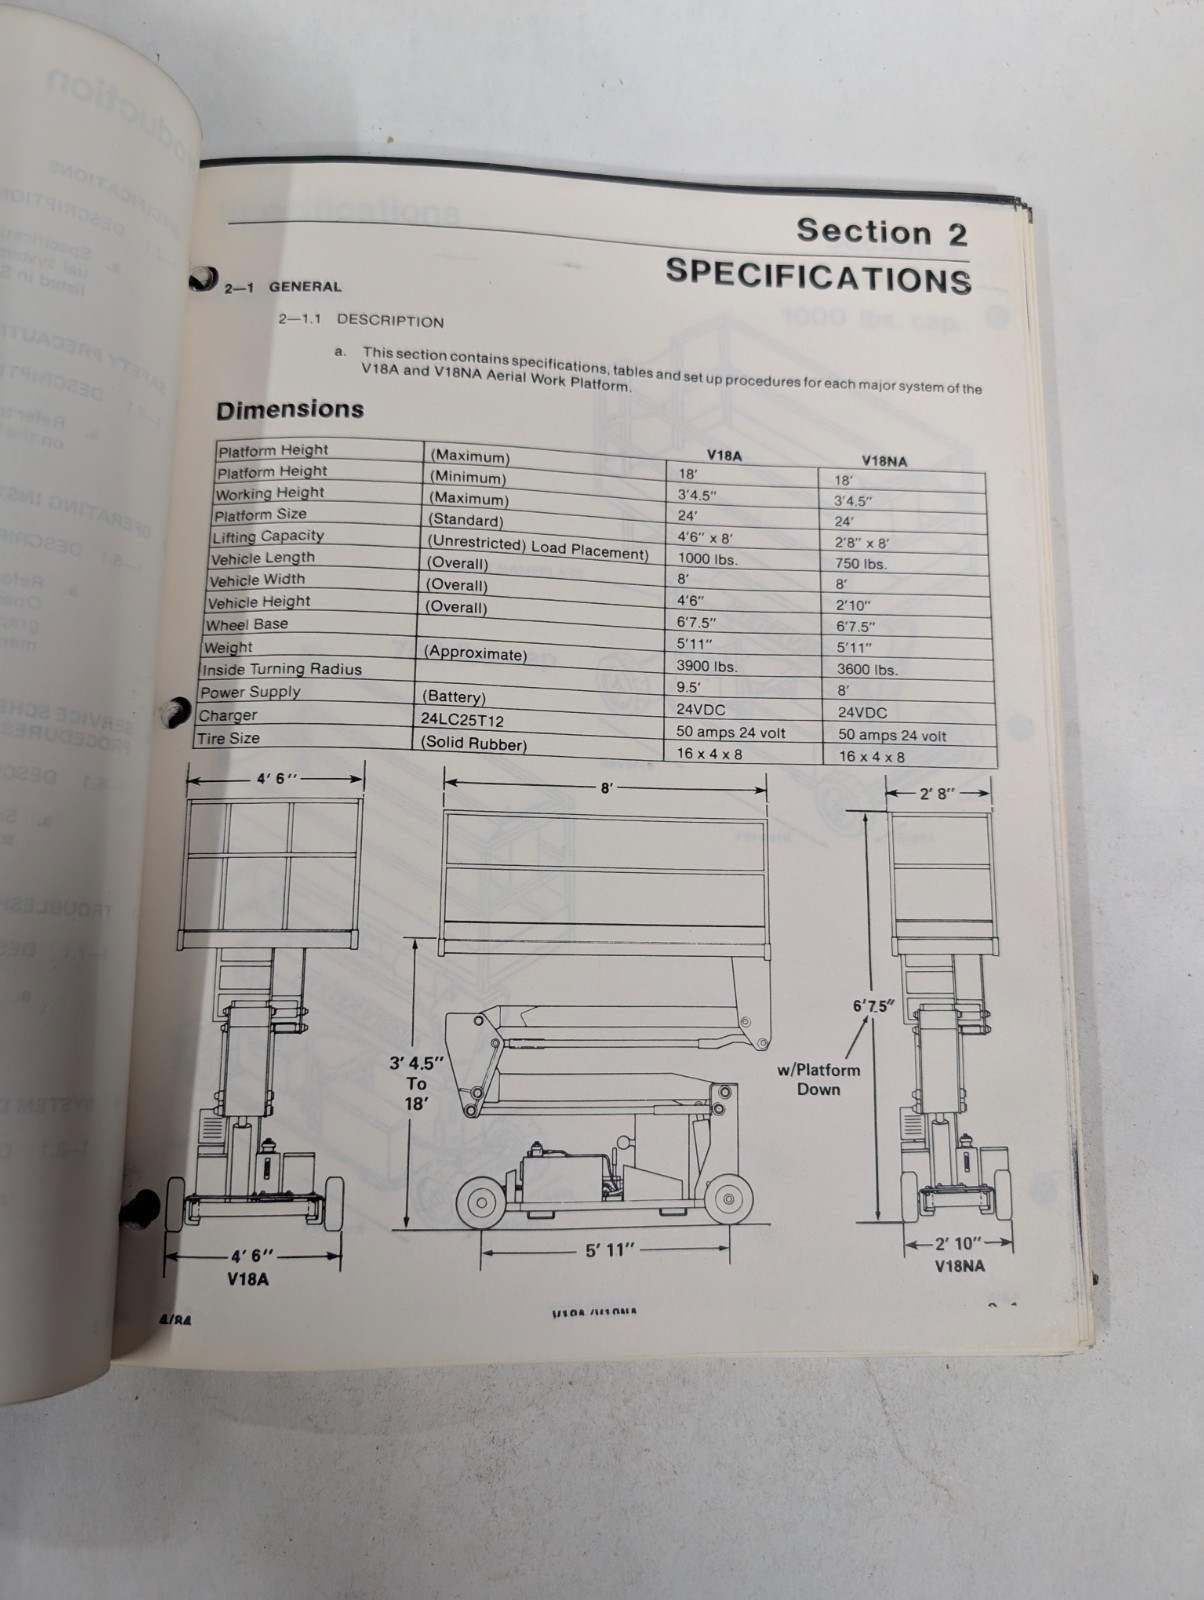 Section 2
SPECIFICATIONS
2—1 GENERAL
2—1.1 DESCRIPTION
a. This section contains specifications, tables and set up procedures for each major system of the
V18A and V18NA Aerial Work Platform.
Dimensions
V18A V18NA
Platform Height (Maximum) 18' 18'
Platform Height (Minimum) 3'4.5" 3'4.5"
Working Height (Maximum) 24' 24'
Platform Size (Standard) 4'6" x 8' 2'8" x 8'
Lifting Capacity (Unrestricted) Load Placement) 1000 lbs. 750 lbs.
Vehicle Length (Overall) 8' 8'
Vehicle Width (Overall) 4'6" 2'10"
Vehicle Height (Overall) 6'7.5" 6'7.5"
Wheel Base 5'11" 5'11"
Weight (Approximate) 3900 lbs. 3600 lbs.
Inside Turning Radius 9.5' 8'
Power Supply (Battery) 24VDC 24VDC
Charger 24LC25T12 50 amps 24 volt 50 amps 24 volt
Tire Size (Solid Rubber) 16 x 4 x 8 16 x 4 x 8
4' 6"
8'
2' 8"
6'7.5"
w/Platform
Down
3' 4.5"
To
18'
4' 6"
V18A
5' 11"
2' 10"
V18NA
4/84
V18A/V18NA